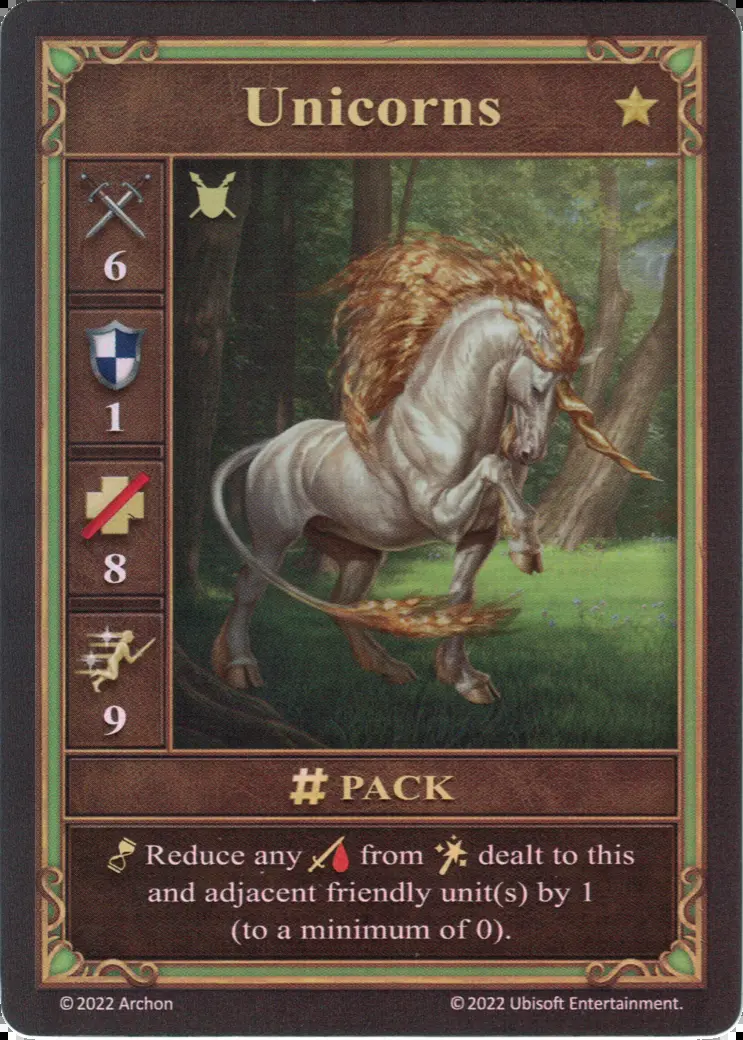 Unicorns
6
1
8
9
# PACK
Reduce any from dealt to this
and adjacent friendly unit(s) by 1
(to a minimum of 0).
© 2022 Archon © 2022 Ubisoft Entertainment.